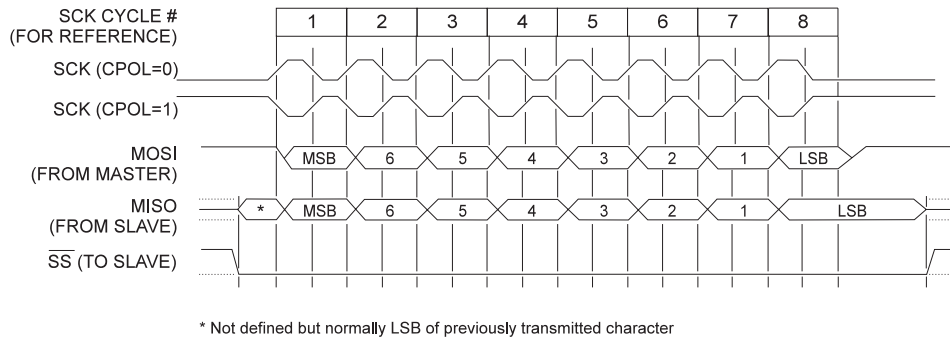 SCK CYCLE #
(FOR REFERENCE)
1 2 3 4 5 6 7 8
SCK (CPOL=0)
SCK (CPOL=1)
MOSI
(FROM MASTER)
MSB 6 5 4 3 2 1 LSB
MISO
(FROM SLAVE)
* MSB 6 5 4 3 2 1 LSB
SS (TO SLAVE)
* Not defined but normally LSB of previously transmitted character